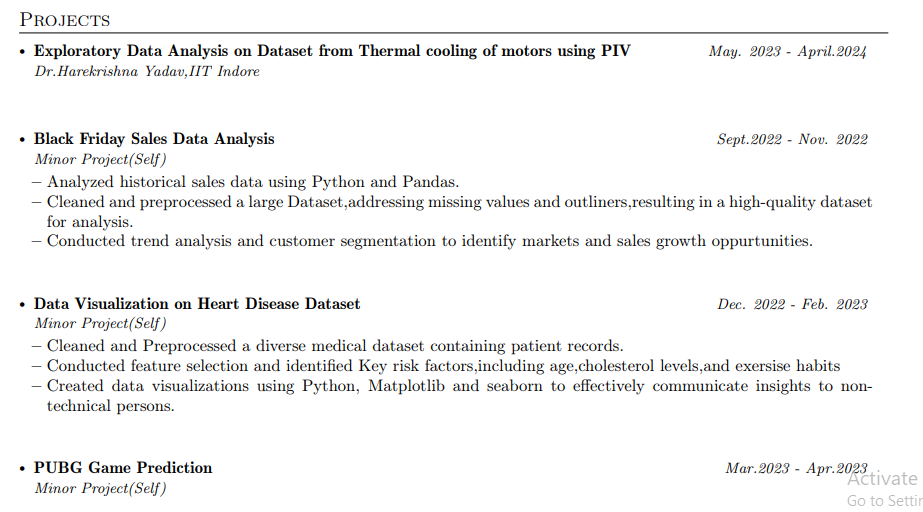 PROJECTS
• Exploratory Data Analysis on Dataset from Thermal cooling of motors using PIV May. 2023 - April.2024
Dr.Harekrishna Yadav,IIT Indore
• Black Friday Sales Data Analysis Sept.2022 - Nov. 2022
Minor Project(Self)
– Analyzed historical sales data using Python and Pandas.
– Cleaned and preprocessed a large Dataset,addressing missing values and outliners,resulting in a high-quality dataset
for analysis.
– Conducted trend analysis and customer segmentation to identify markets and sales growth oppurtunities.
• Data Visualization on Heart Disease Dataset Dec. 2022 - Feb. 2023
Minor Project(Self)
– Cleaned and Preprocessed a diverse medical dataset containing patient records.
– Conducted feature selection and identified Key risk factors,including age,cholesterol levels,and exersise habits
– Created data visualizations using Python, Matplotlib and seaborn to effectively communicate insights to non-
technical persons.
• PUBG Game Prediction Mar.2023 - Apr.2023
Activate
Minor Project(Self)
Go to Settin